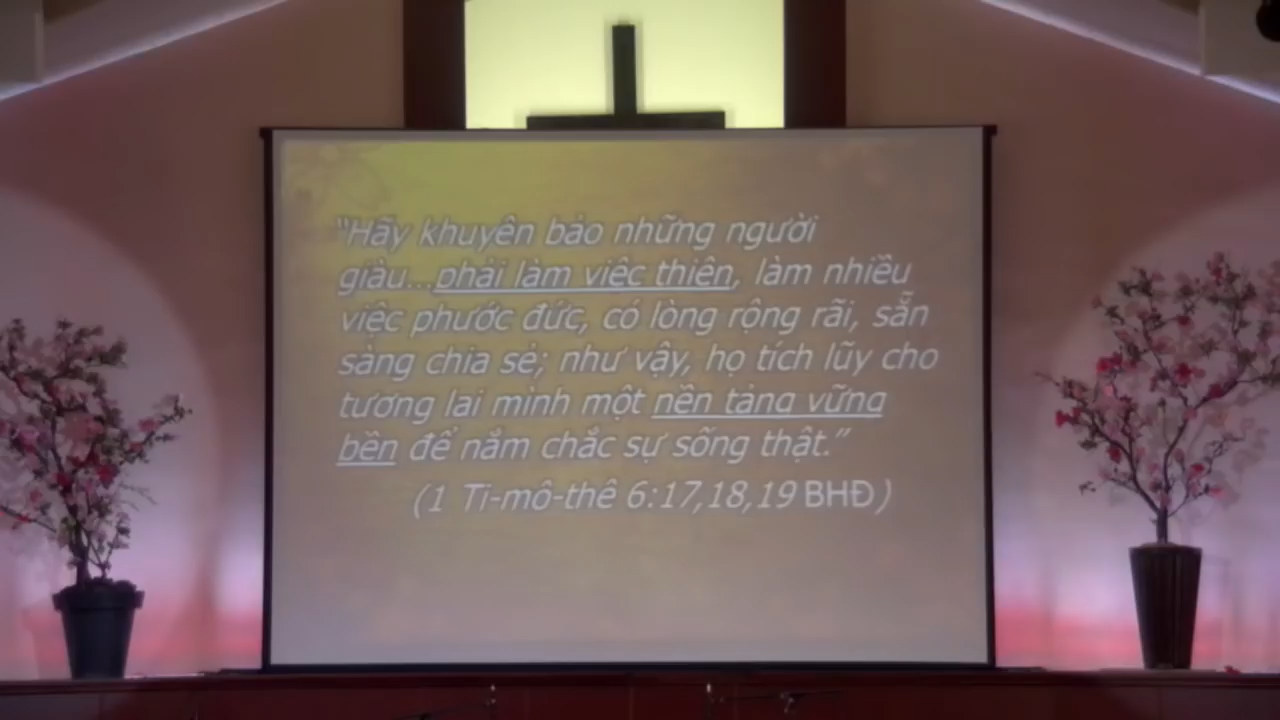 "Hãy khuyên bảo những người
giàu...phải làm việc thiện, làm nhiều
việc phước đức, có lòng rộng rãi, sẵn
sàng chia sẻ; như vậy, họ tích lũy cho
tương lai mình một nền tảng vững
bền để nắm chắc sự sống thật."
(1 Ti-mô-thê 6:17,18,19 BHĐ)